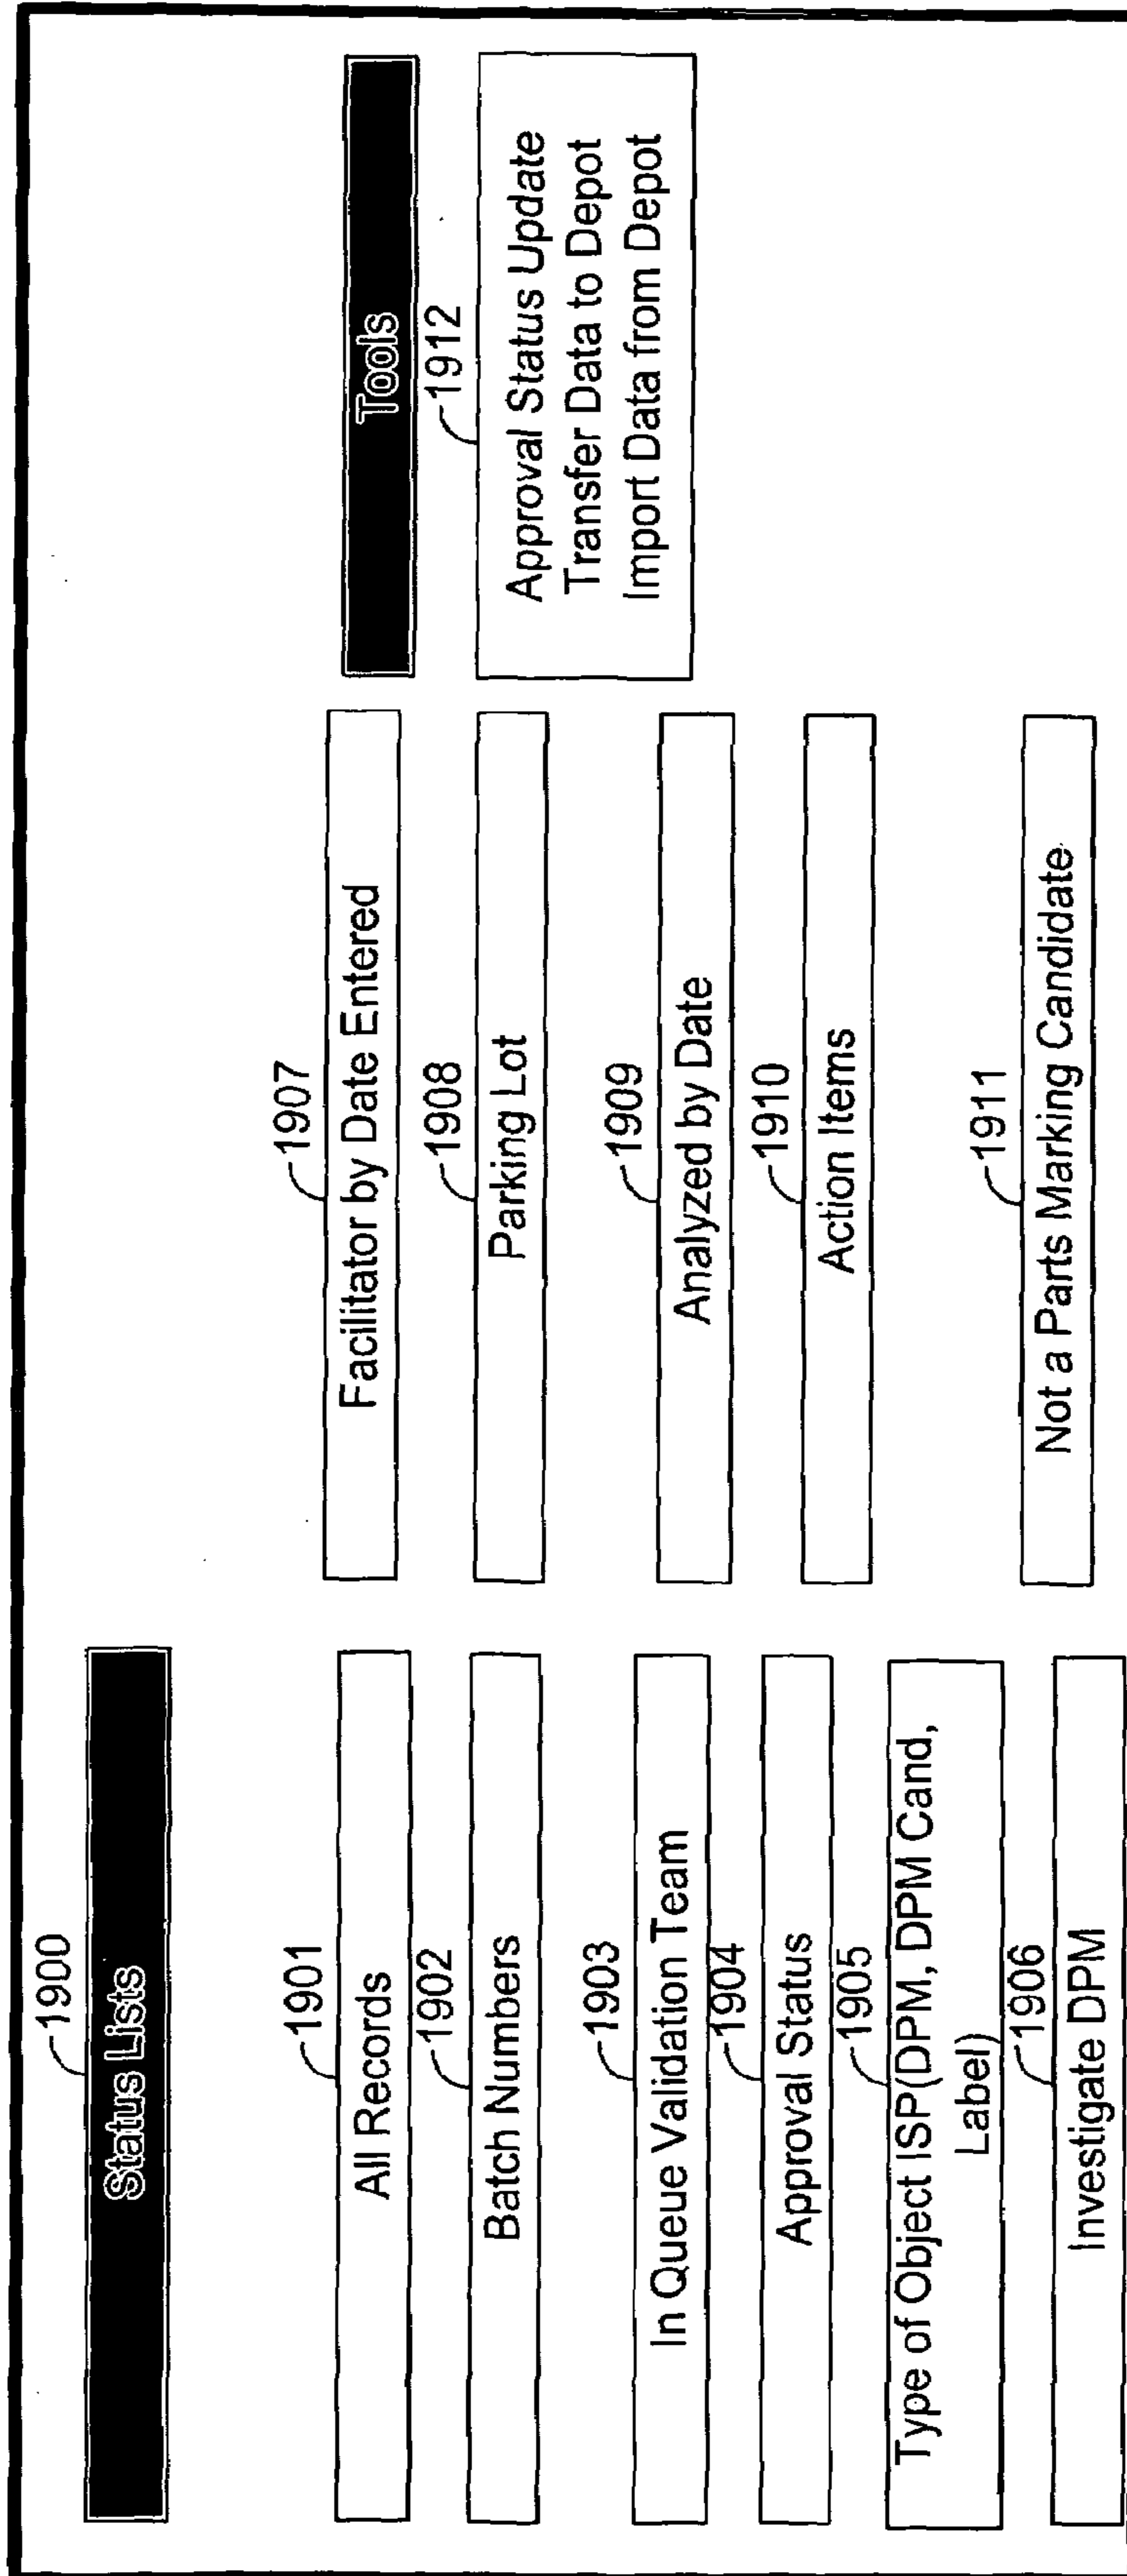 1900
Status Lists
1901
All Records
1902
Batch Numbers
1903
In Queue Validation Team
1904
Approval Status
1905
Type of Object ISP(DPM, DPM Cand,
Label)
1906
Investigate DPM
1907
Facilitator by Date Entered
1908
Parking Lot
1909
Analyzed by Date
1910
Action Items
1911
Not a Parts Marking Candidate
Tools
1912
Approval Status Update
Transfer Data to Depot
Import Data from Depot